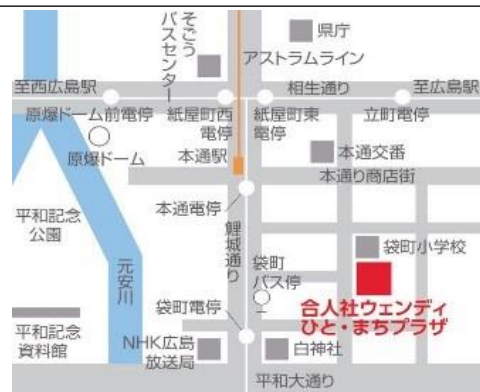 そごう
バスセンター
県庁
アストラムライン
至西広島駅
相生通り
至広島駅
原爆ドーム前電停
紙屋町西
電停
紙屋町東
電停
立町電停
原爆ドーム
本通駅
本通交番
本通り商店街
本通電停
平和記念
公園
元安川
鯉城通り
袋町
バス停
袋町小学校
合人社ウェンディ
ひと・まちプラザ
袋町電停
平和記念
資料館
NHK広島
放送局
白神社
平和大通り